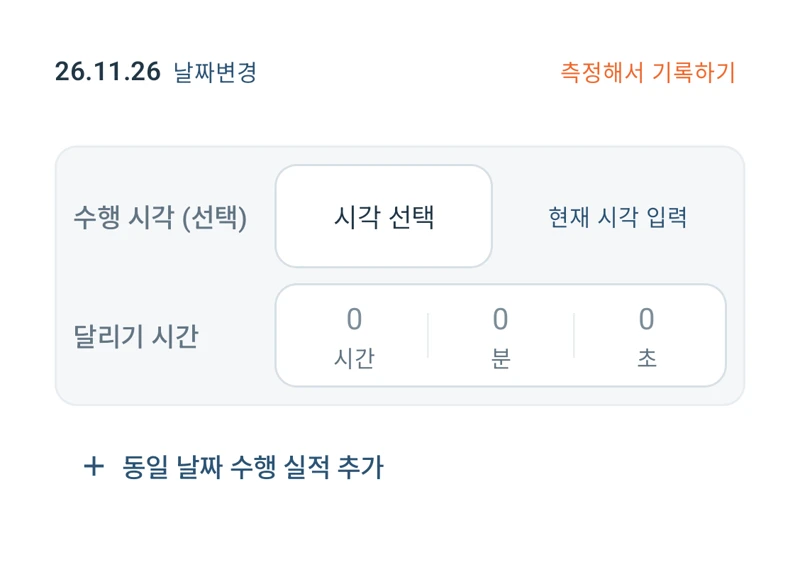 26.11.26 날짜변경 측정해서 기록하기
수행 시각 (선택) 시각 선택 현재 시각 입력
달리기 시간
0 0 0
시간 분 초
+ 동일 날짜 수행 실적 추가